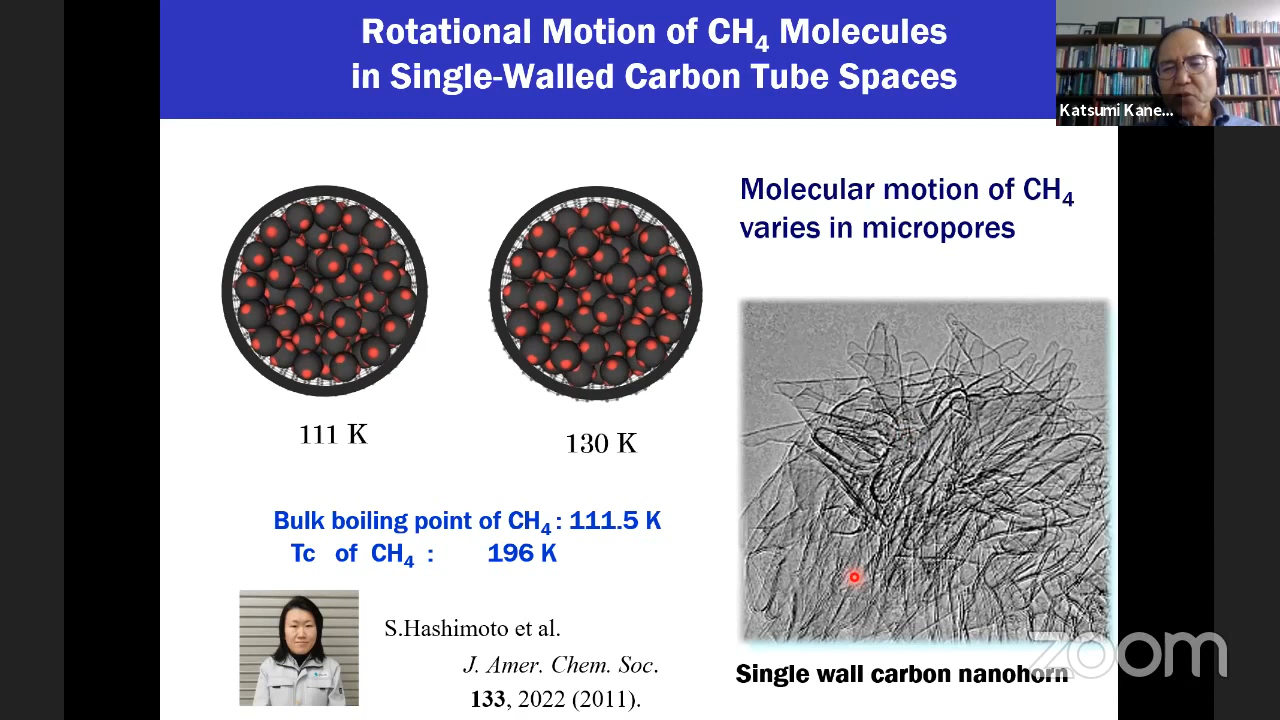 Rotational Motion of CH4 Molecules
in Single-Walled Carbon Tube Spaces
Katsumi Kane...
Molecular motion of CH4
varies in micropores
111 K
130 K
Bulk boiling point of CH4 : 111.5 K
Tc of CH4 : 196 K
S.Hashimoto et al.
J. Amer. Chem. Soc.
133, 2022 (2011).
Single wall carbon nanohorn
zoom